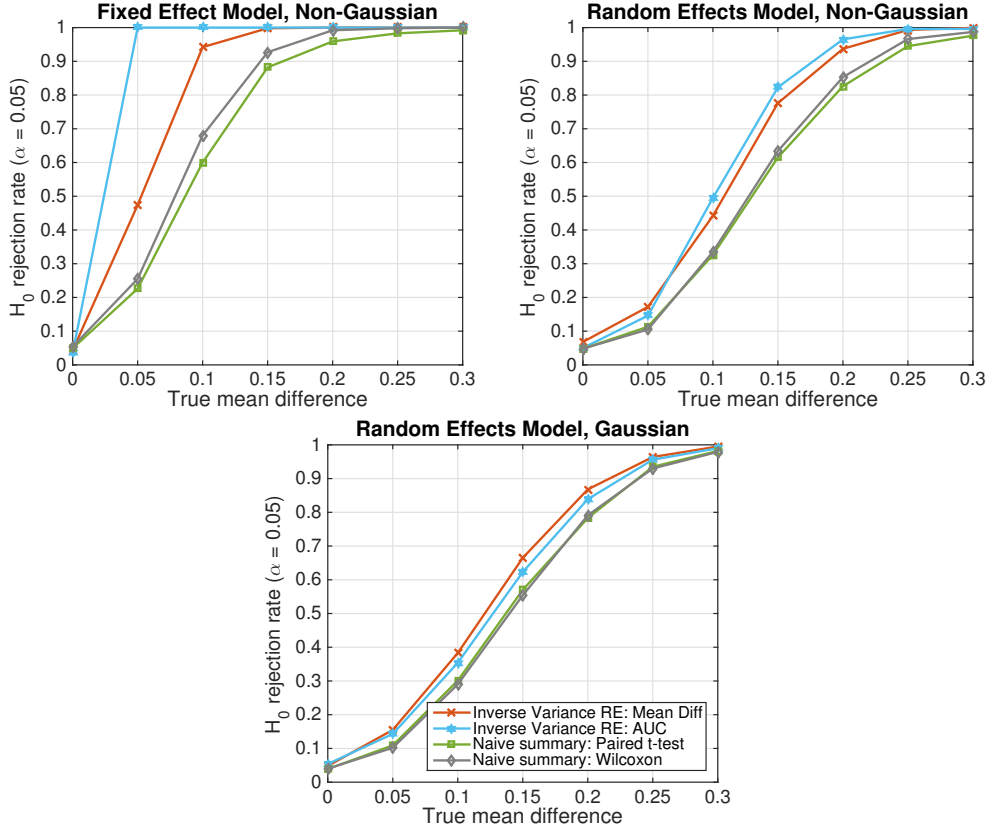 Fixed Effect Model, Non-Gaussian
H0 rejection rate (α = 0.05)
1
0.9
0.8
0.7
0.6
0.5
0.4
0.3
0.2
0.1
0
0 0.05 0.1 0.15 0.2 0.25 0.3
True mean difference
Random Effects Model, Non-Gaussian
H0 rejection rate (α = 0.05)
1
0.9
0.8
0.7
0.6
0.5
0.4
0.3
0.2
0.1
0
0 0.05 0.1 0.15 0.2 0.25 0.3
True mean difference
Random Effects Model, Gaussian
H0 rejection rate (α = 0.05)
1
0.9
0.8
0.7
0.6
0.5
0.4
0.3
0.2
0.1
0
Inverse Variance RE: Mean Diff
Inverse Variance RE: AUC
Naive summary: Paired t-test
Naive summary: Wilcoxon
0 0.05 0.1 0.15 0.2 0.25 0.3
True mean difference